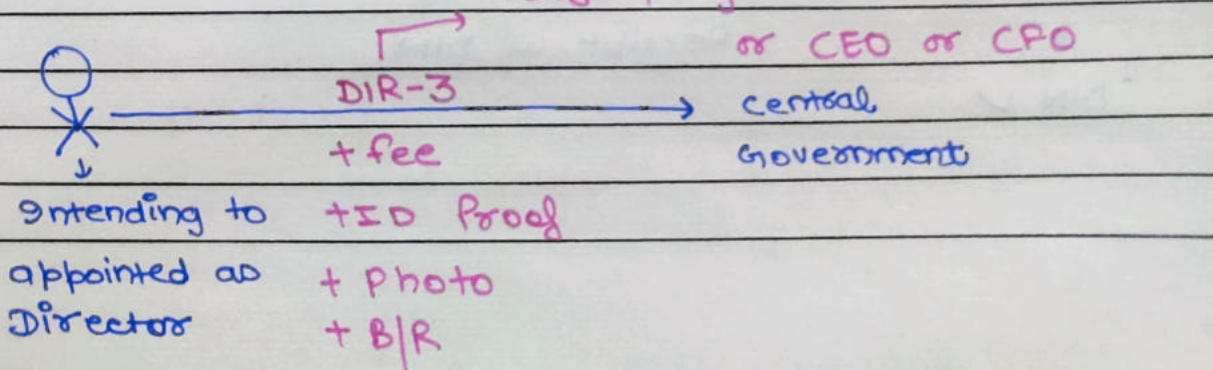 or CEO or CFO
DIR-3 central
+ fee Government
Intending to +ID Proof
appointed as + Photo
Director + B/R